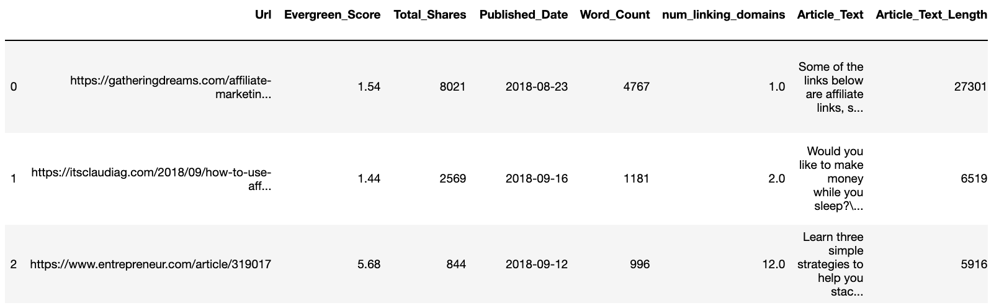 Url Evergreen_Score Total_Shares Published_Date Word_Count num_linking_domains Article_Text Article_Text_Length
0 https://gatheringdreams.com/affiliate-
marketin... 1.54 8021 2018-08-23 4767 1.0 Some of the
links below
are affiliate
links, s... 27301
1 https://itsclaudiag.com/2018/09/how-to-use-
aff... 1.44 2569 2018-09-16 1181 2.0 Would you
like to make
money
while you
sleep?\... 6519
2 https://www.entrepreneur.com/article/319017 5.68 844 2018-09-12 996 12.0 Learn three
simple
strategies to
help you
stac... 5916